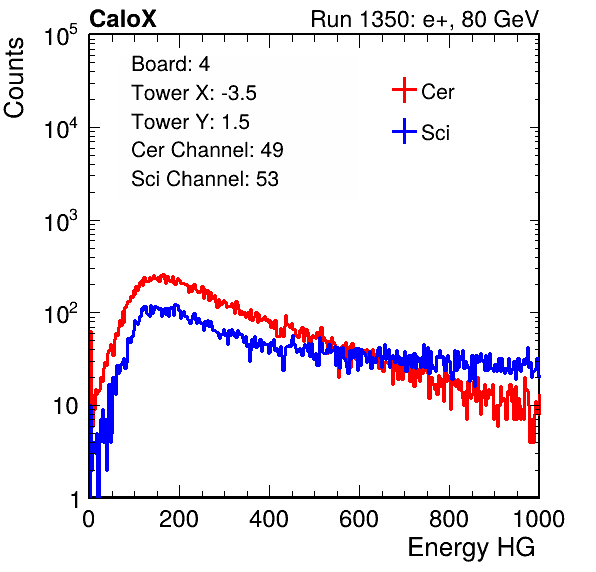 CaloX Run 1350: e+, 80 GeV
Counts
Board: 4
Tower X: -3.5
Tower Y: 1.5
Cer Channel: 49
Sci Channel: 53
Cer
Sci
10^5
10^4
10^3
10^2
10
1
0 200 400 600 800 1000
Energy HG